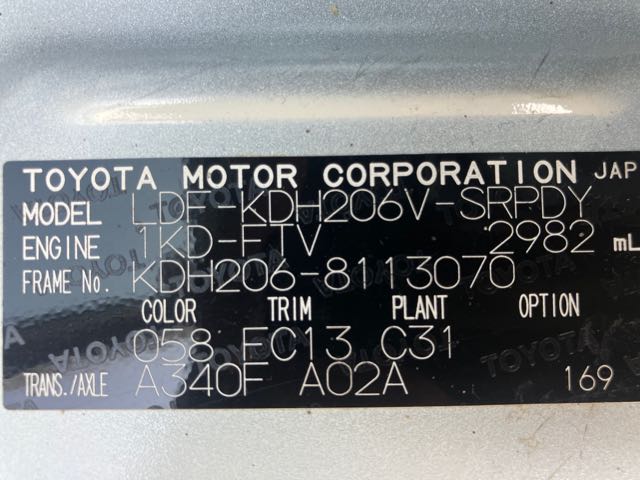 TOYOTA MOTOR CORPORATION JAP
MODEL LDF-KDH206V-SRPDY
ENGINE 1KD-FTV 2982 mL
FRAME No. KDH206-8113070
COLOR TRIM PLANT OPTION
058 FC13 C31
TRANS./AXLE A340F A02A 169